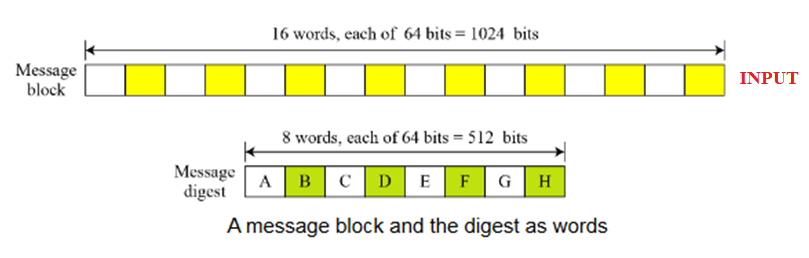 16 words, each of 64 bits = 1024 bits
Message
block
INPUT
8 words, each of 64 bits = 512 bits
Message
digest
A B C D E F G H
A message block and the digest as words